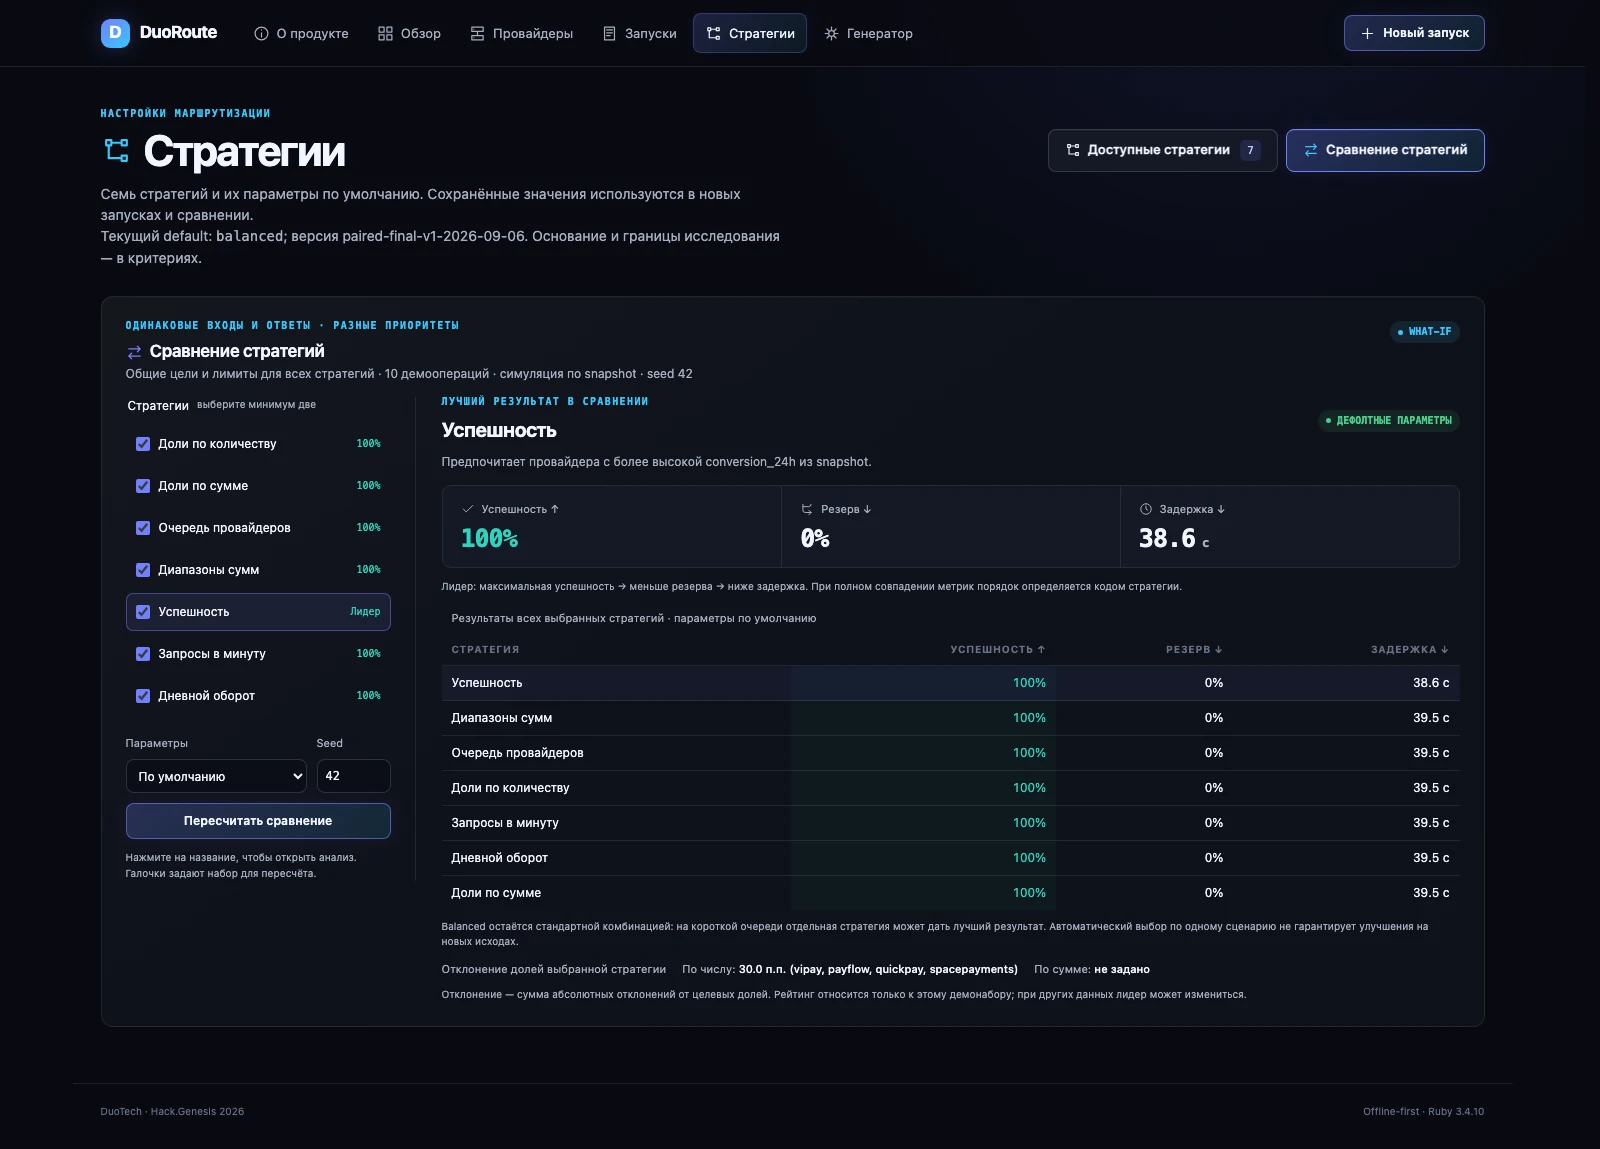 D DuoRoute О продукте Обзор Провайдеры Запуски Стратегии Генератор Новый запуск
НАСТРОЙКИ МАРШРУТИЗАЦИИ
Стратегии
Доступные стратегии 7 Сравнение стратегий
Семь стратегий и их параметры по умолчанию. Сохранённые значения используются в новых
запусках и сравнении.
Текущий default: balanced; версия paired-final-v1-2026-09-06. Основание и границы исследования
— в критериях.
ОДИНАКОВЫЕ ВХОДЫ И ОТВЕТЫ · РАЗНЫЕ ПРИОРИТЕТЫ
WHAT-IF
Сравнение стратегий
Общие цели и лимиты для всех стратегий · 10 демоопераций · симуляция по snapshot · seed 42
Стратегии выберите минимум две
Доли по количеству 100%
Доли по сумме 100%
Очередь провайдеров 100%
Диапазоны сумм 100%
Успешность Лидер
Запросы в минуту 100%
Дневной оборот 100%
Параметры Seed
По умолчанию 42
Пересчитать сравнение
Нажмите на название, чтобы открыть анализ.
Галочки задают набор для пересчёта.
ЛУЧШИЙ РЕЗУЛЬТАТ В СРАВНЕНИИ
Успешность
ДЕФОЛТНЫЕ ПАРАМЕТРЫ
Предпочитает провайдера с более высокой conversion_24h из snapshot.
Успешность ↑ Резерв ↓ Задержка ↓
100% 0% 38.6 с
Лидер: максимальная успешность → меньше резерва → ниже задержка. При полном совпадении метрик порядок определяется кодом стратегии.
Результаты всех выбранных стратегий · параметры по умолчанию
СТРАТЕГИЯ УСПЕШНОСТЬ ↑ РЕЗЕРВ ↓ ЗАДЕРЖКА ↓
Успешность 100% 0% 38.6 с
Диапазоны сумм 100% 0% 39.5 с
Очередь провайдеров 100% 0% 39.5 с
Доли по количеству 100% 0% 39.5 с
Запросы в минуту 100% 0% 39.5 с
Дневной оборот 100% 0% 39.5 с
Доли по сумме 100% 0% 39.5 с
Balanced остаётся стандартной комбинацией: на короткой очереди отдельная стратегия может дать лучший результат. Автоматический выбор по одному сценарию не гарантирует улучшения на
новых исходах.
Отклонение долей выбранной стратегии По числу: 30.0 п.п. (vipay, payflow, quickpay, spacepayments) По сумме: не задано
Отклонение — сумма абсолютных отклонений от целевых долей. Рейтинг относится только к этому демонабору; при других данных лидер может измениться.
DuoTech · Hack.Genesis 2026 Offline-first · Ruby 3.4.10